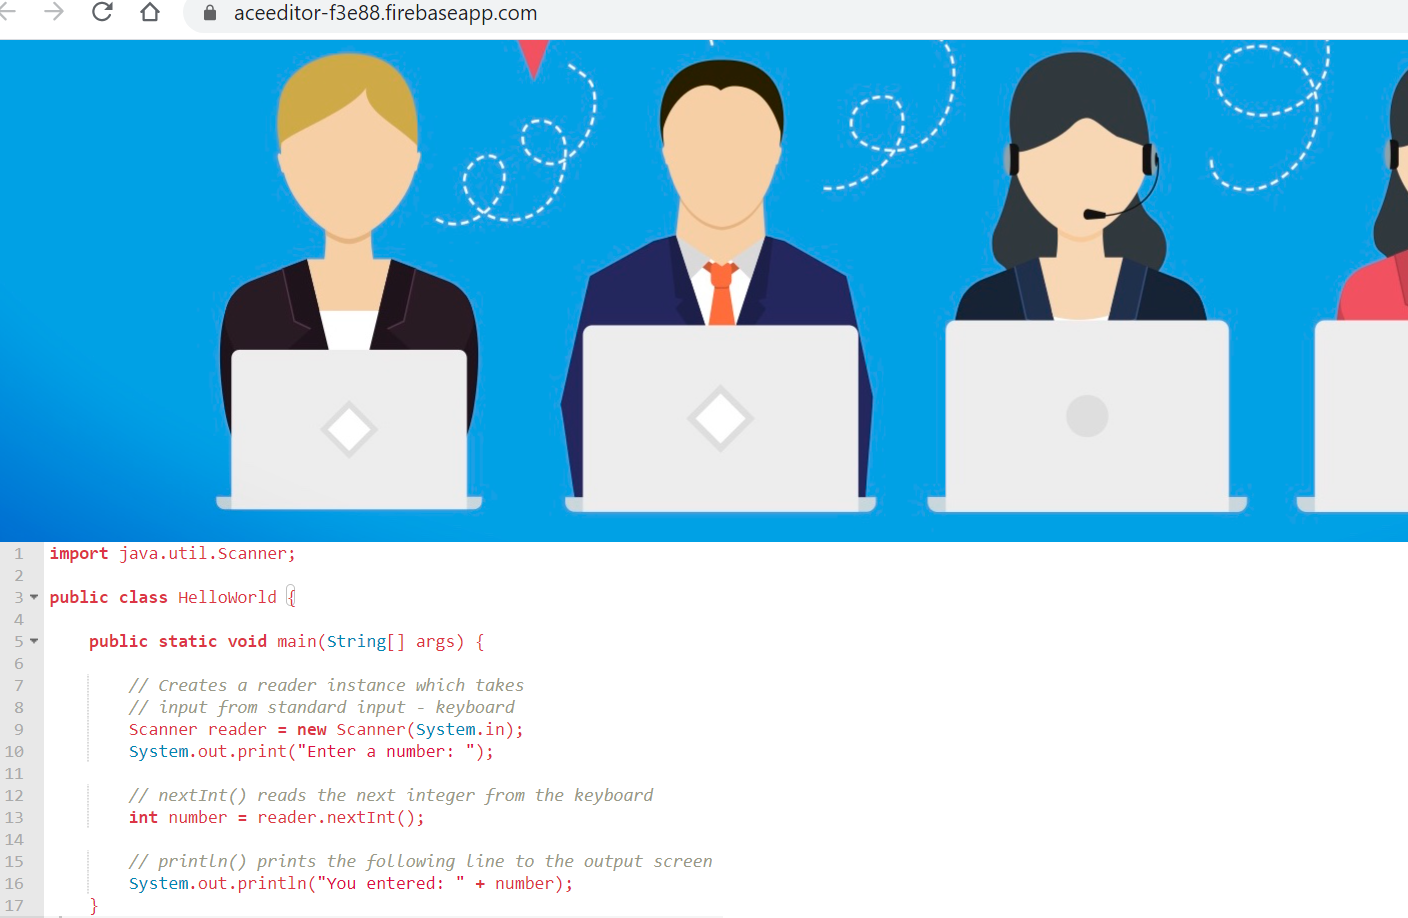 aceeditor-f3e88.firebaseapp.com
1 import java.util.Scanner;
2
3 public class HelloWorld {
4
5     public static void main(String[] args) {
6
7         // Creates a reader instance which takes
8         // input from standard input - keyboard
9         Scanner reader = new Scanner(System.in);
10         System.out.print("Enter a number: ");
11
12         // nextInt() reads the next integer from the keyboard
13         int number = reader.nextInt();
14
15         // println() prints the following line to the output screen
16         System.out.println("You entered: " + number);
17     }